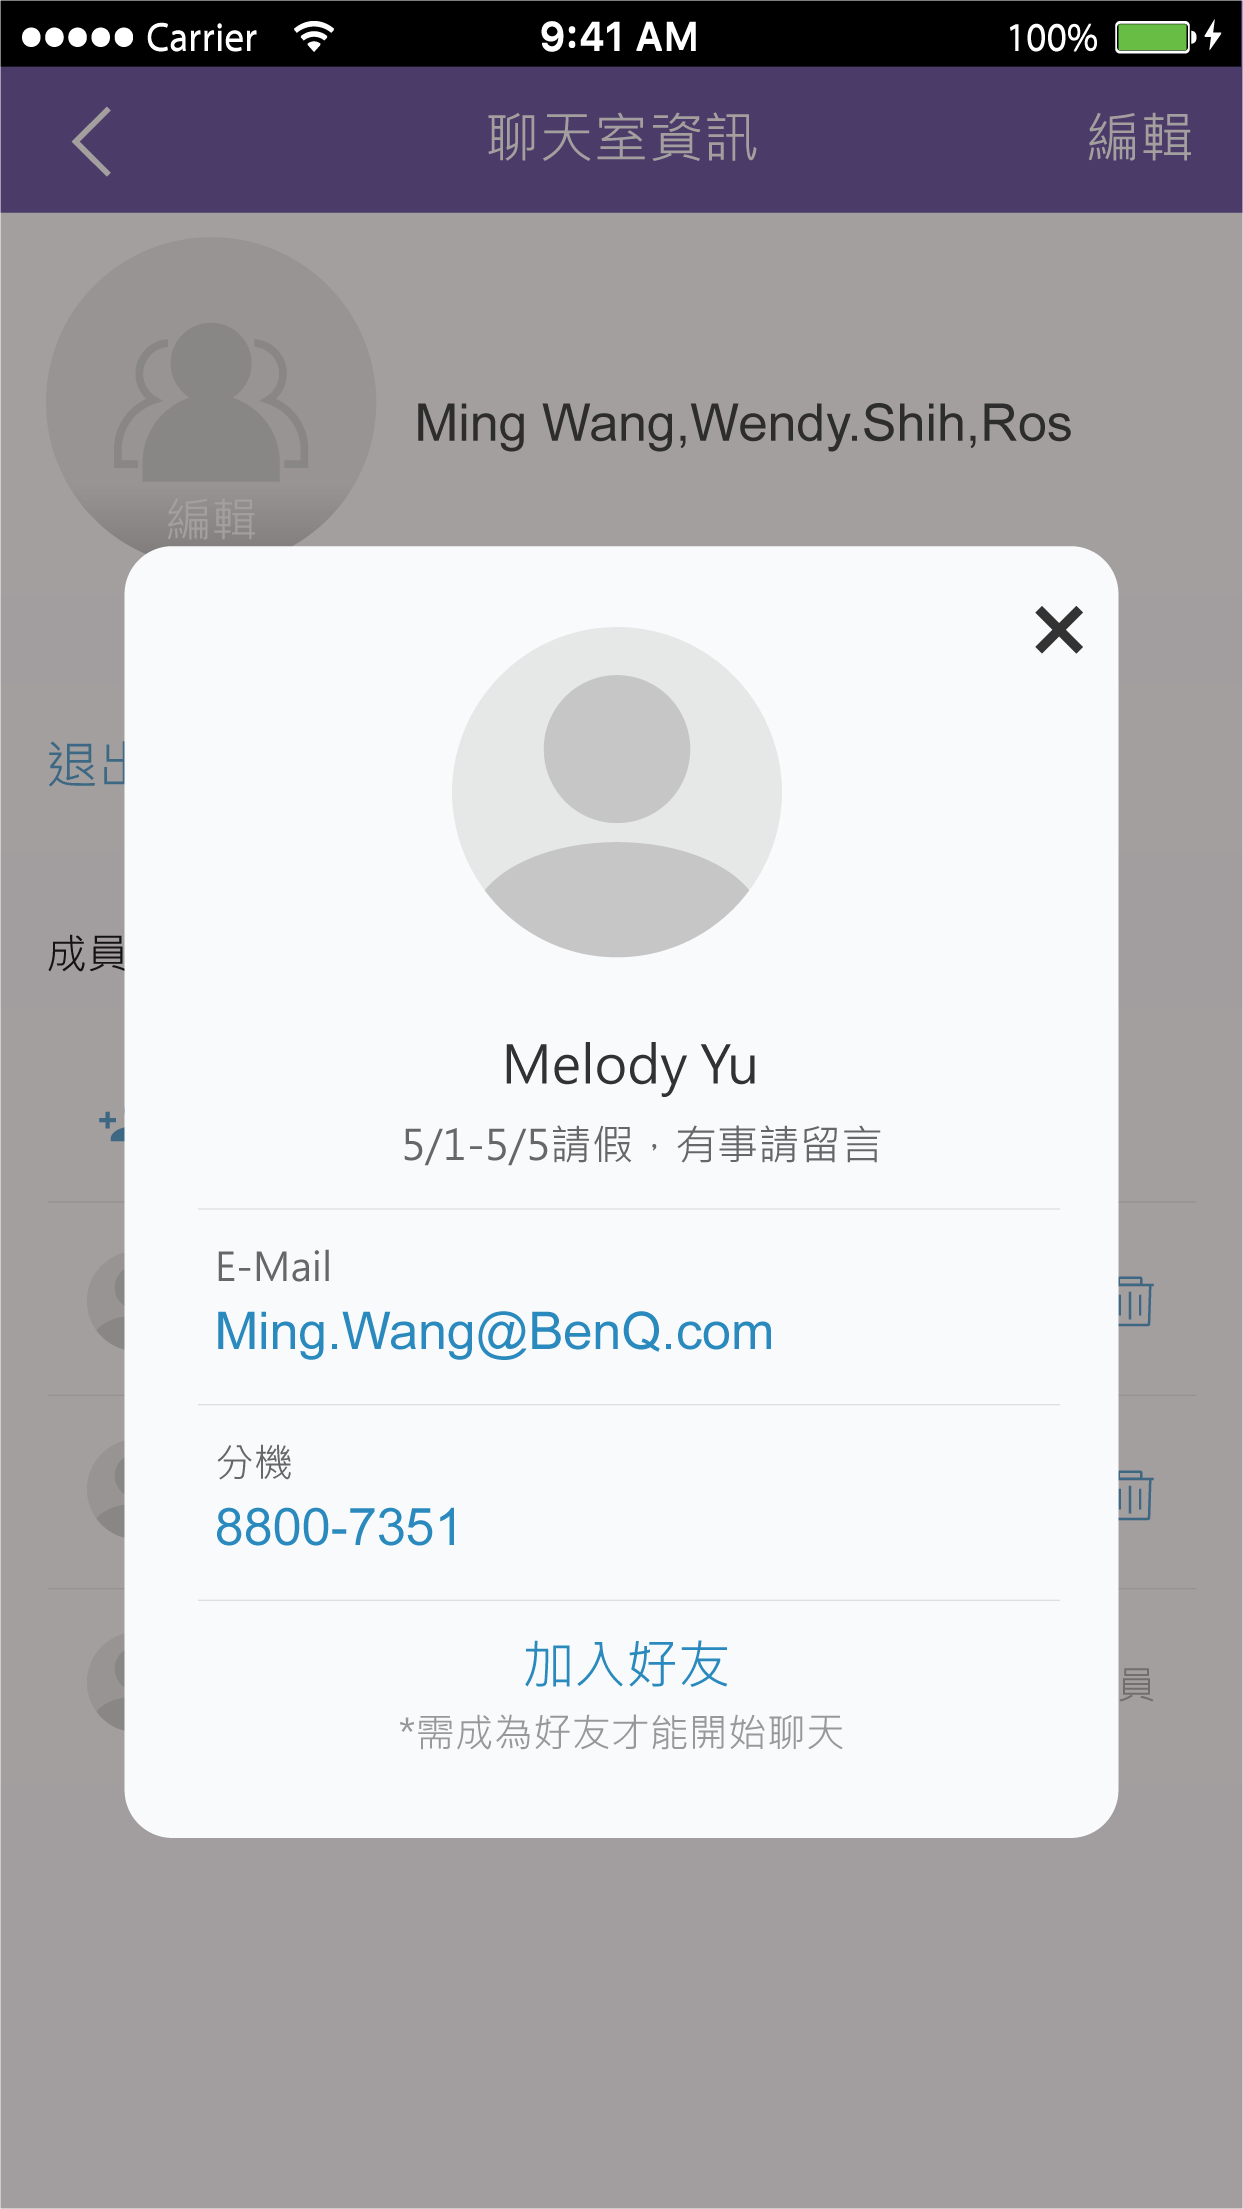 Carrier 9:41 AM 100%
聊天室資訊 編輯
Ming Wang,Wendy.Shih,Ros
編輯
退出
成員
Melody Yu
5/1-5/5請假，有事請留言
E-Mail
Ming.Wang@BenQ.com
分機
8800-7351
加入好友
員
*需成為好友才能開始聊天